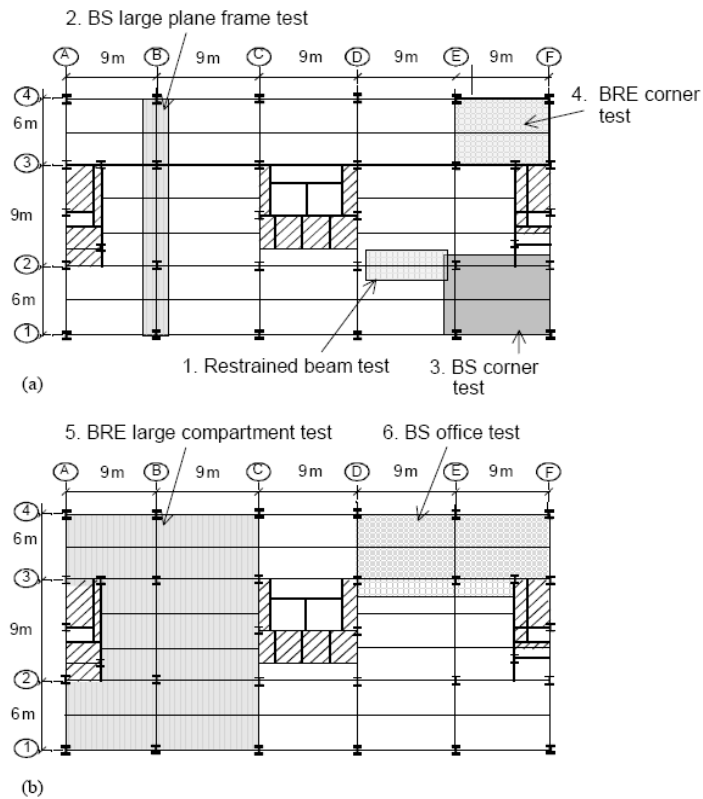 2. BS large plane frame test
A B C D E F
9m 9m 9m 9m 9m
4
6m
4. BRE corner
test
3
9m
2
6m
1
1. Restrained beam test
3. BS corner
test
(a)
5. BRE large compartment test
6. BS office test
A B C D E F
9m 9m 9m 9m 9m
4
6m
3
9m
2
6m
1
(b)